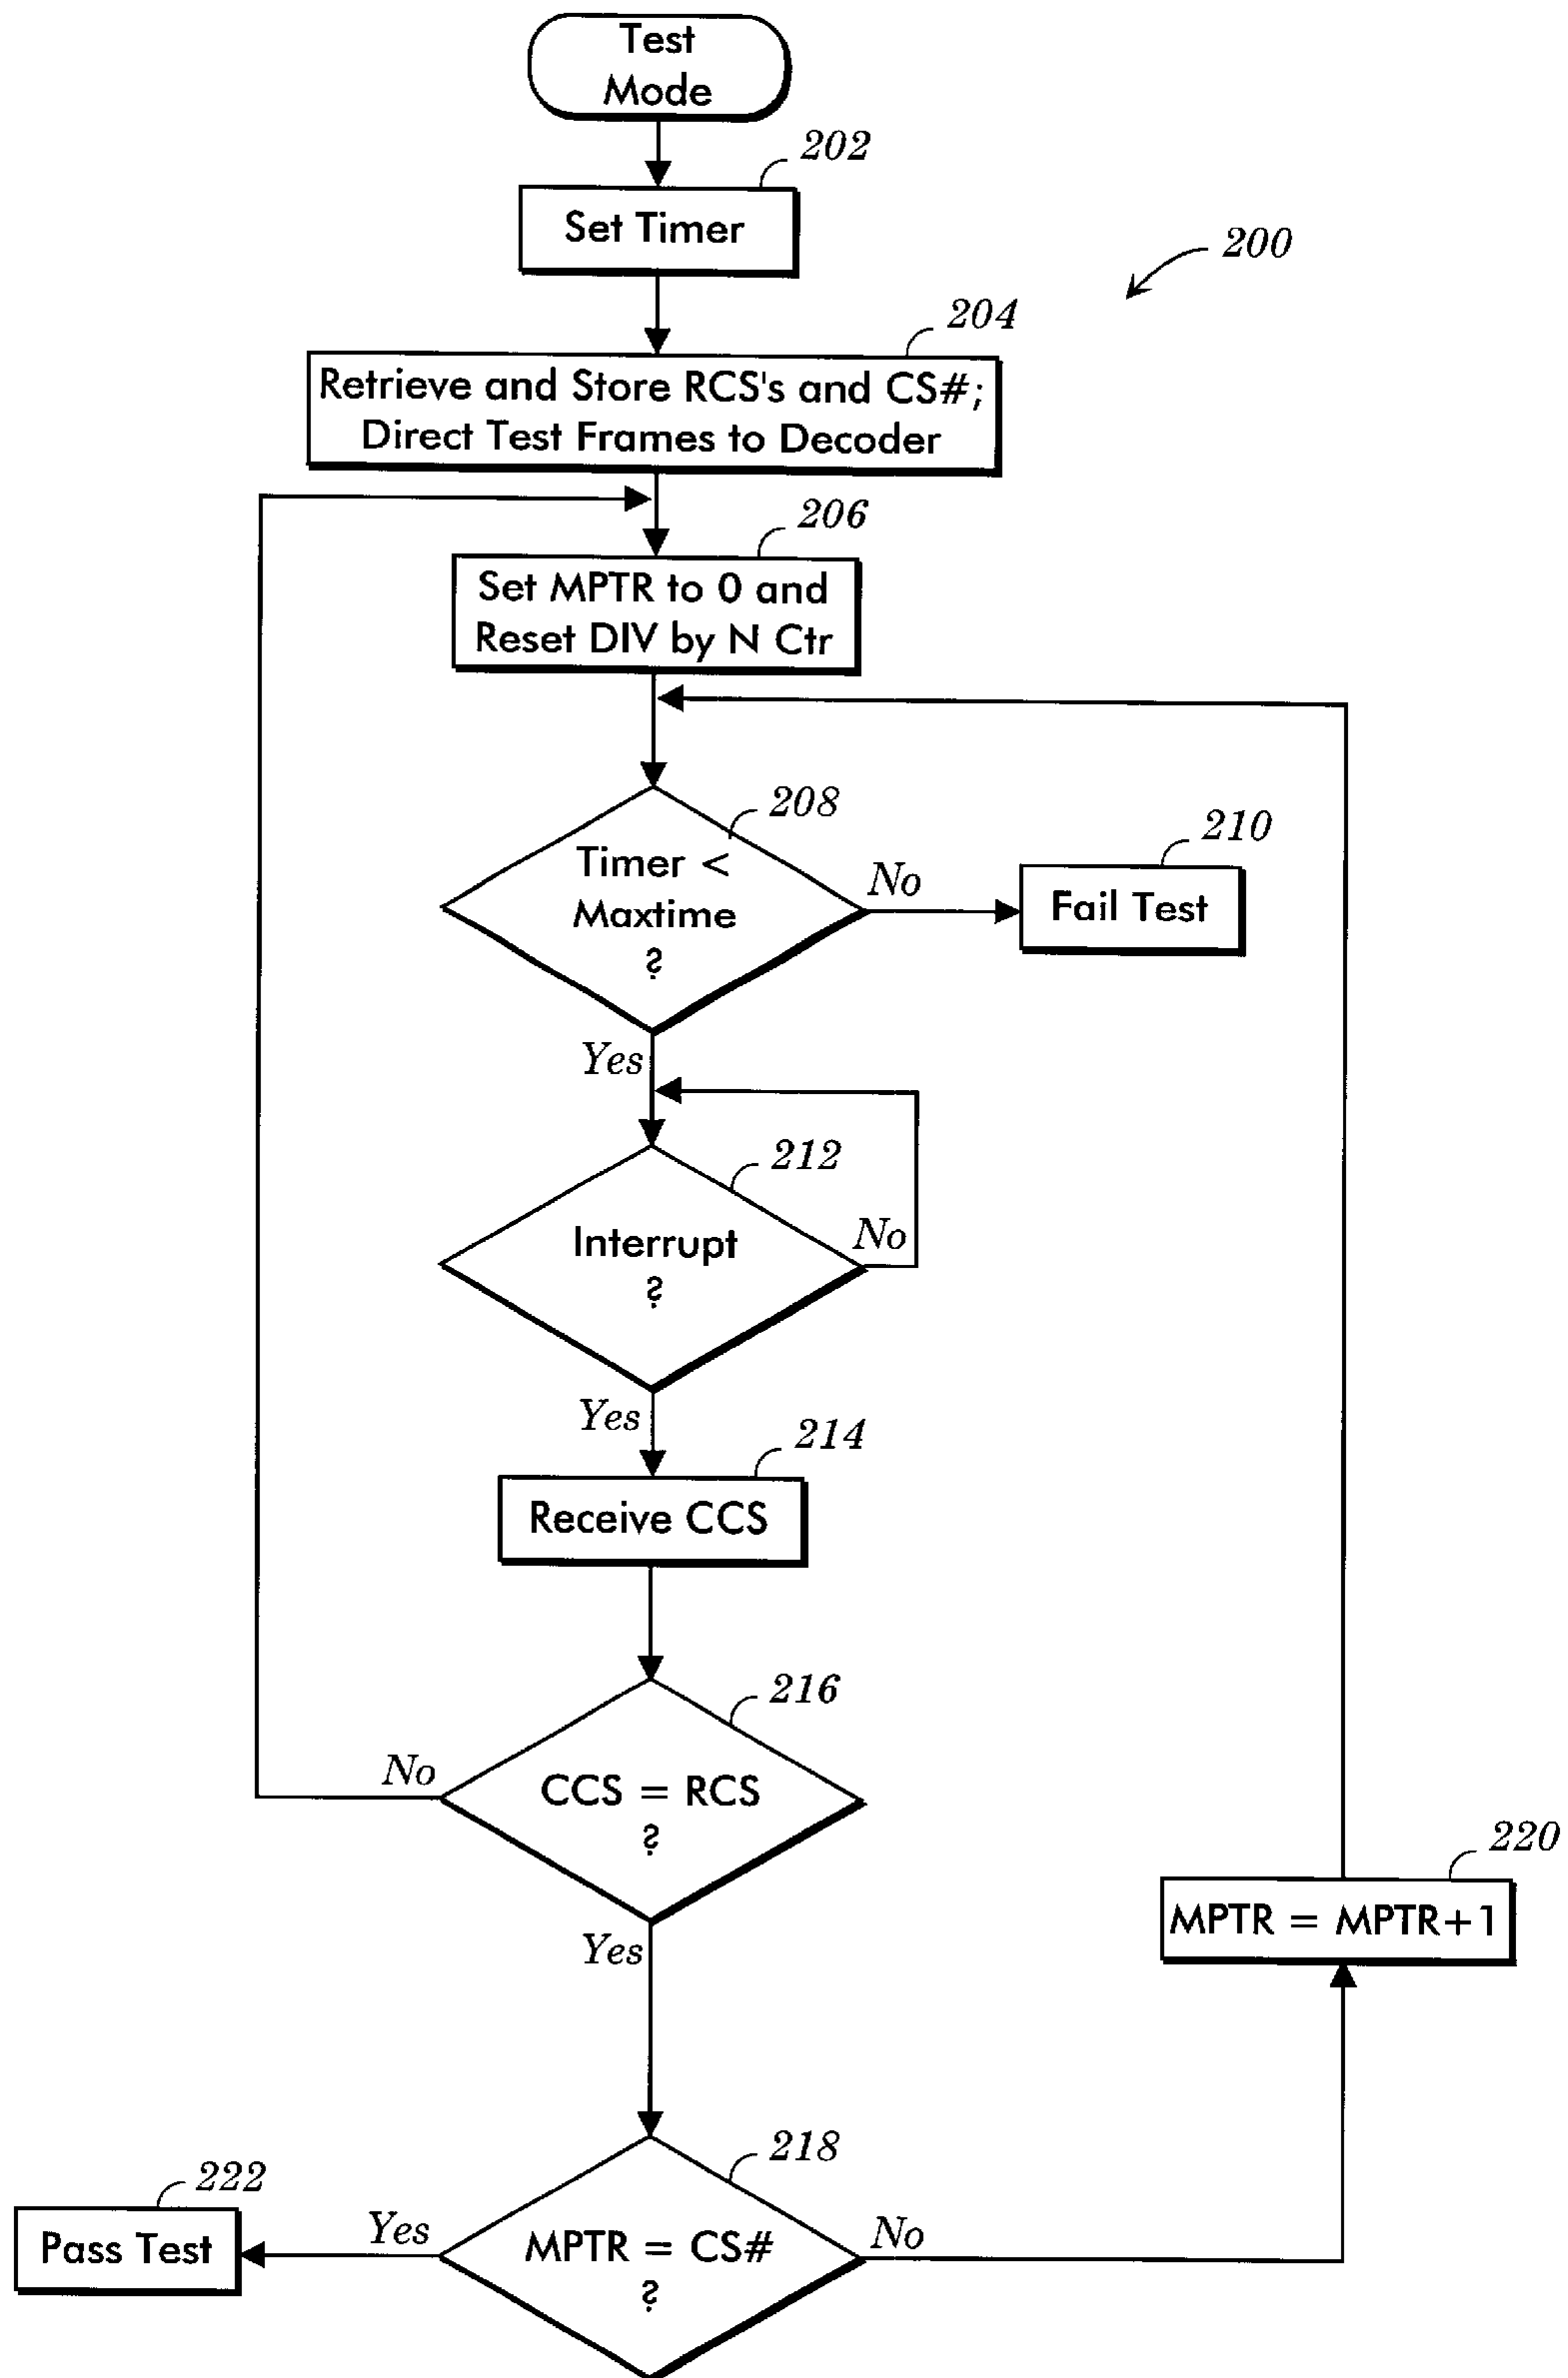 Test
Mode
202
Set Timer
200
204
Retrieve and Store RCS's and CS#;
Direct Test Frames to Decoder
206
Set MPTR to 0 and
Reset DIV by N Ctr
208
Timer <
Maxtime
?
No
210
Fail Test
Yes
212
Interrupt
?
No
Yes
214
Receive CCS
216
CCS = RCS
?
No
Yes
220
MPTR = MPTR+1
218
MPTR = CS#
?
No
Yes
222
Pass Test